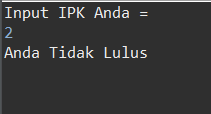 Input IPK Anda =
2
Anda Tidak Lulus